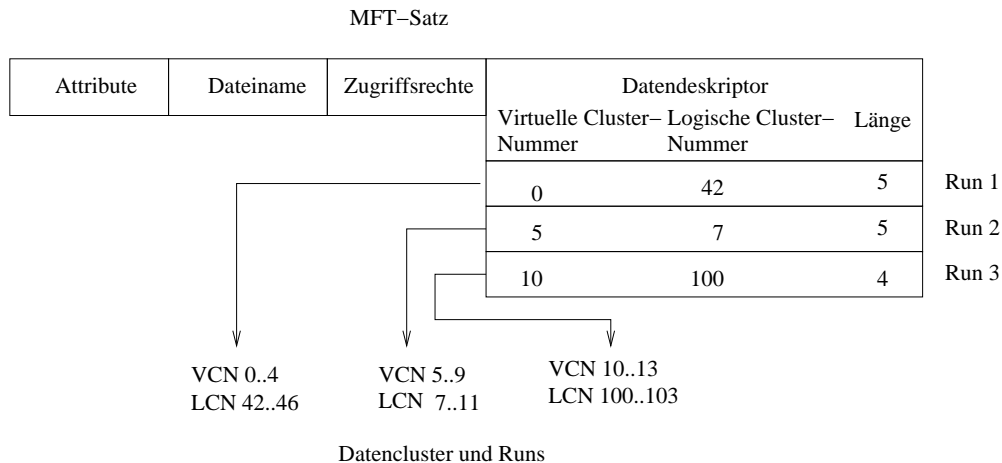 MFT–Satz
Attribute
Dateiname
Zugriffsrechte
Datendeskriptor
Virtuelle Cluster– Logische Cluster– Länge
Nummer Nummer
0 42 5 Run 1
5 7 5 Run 2
10 100 4 Run 3
VCN 0..4
LCN 42..46
VCN 5..9
LCN 7..11
VCN 10..13
LCN 100..103
Datencluster und Runs